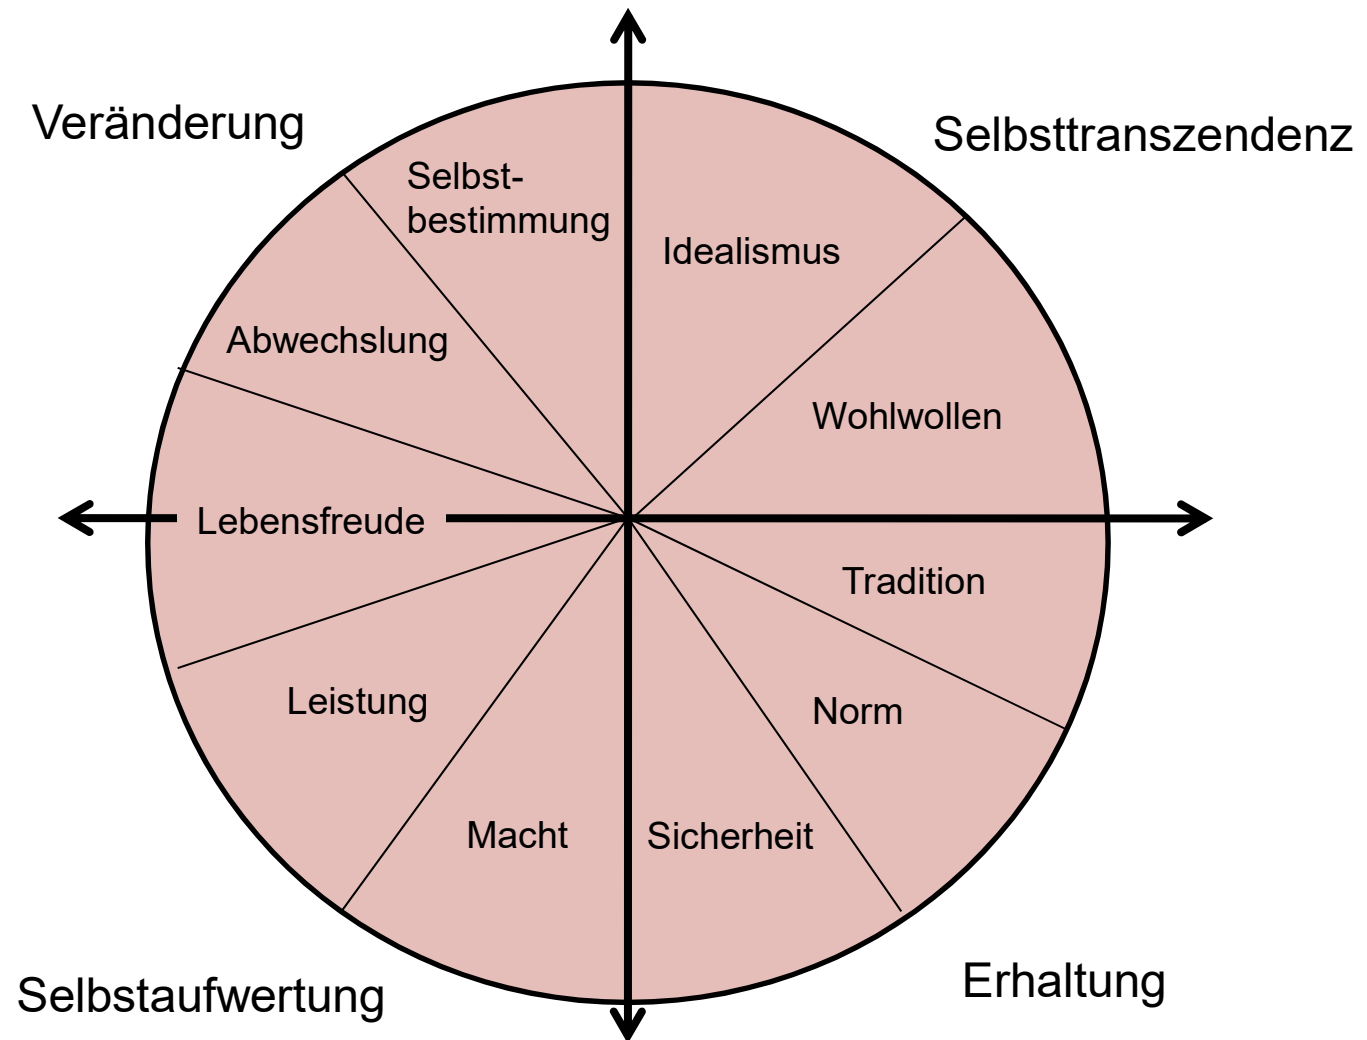 Veränderung
Selbsttranszendenz
Selbst-
bestimmung
Idealismus
Abwechslung
Wohlwollen
Lebensfreude
Tradition
Leistung
Norm
Macht
Sicherheit
Selbstaufwertung
Erhaltung